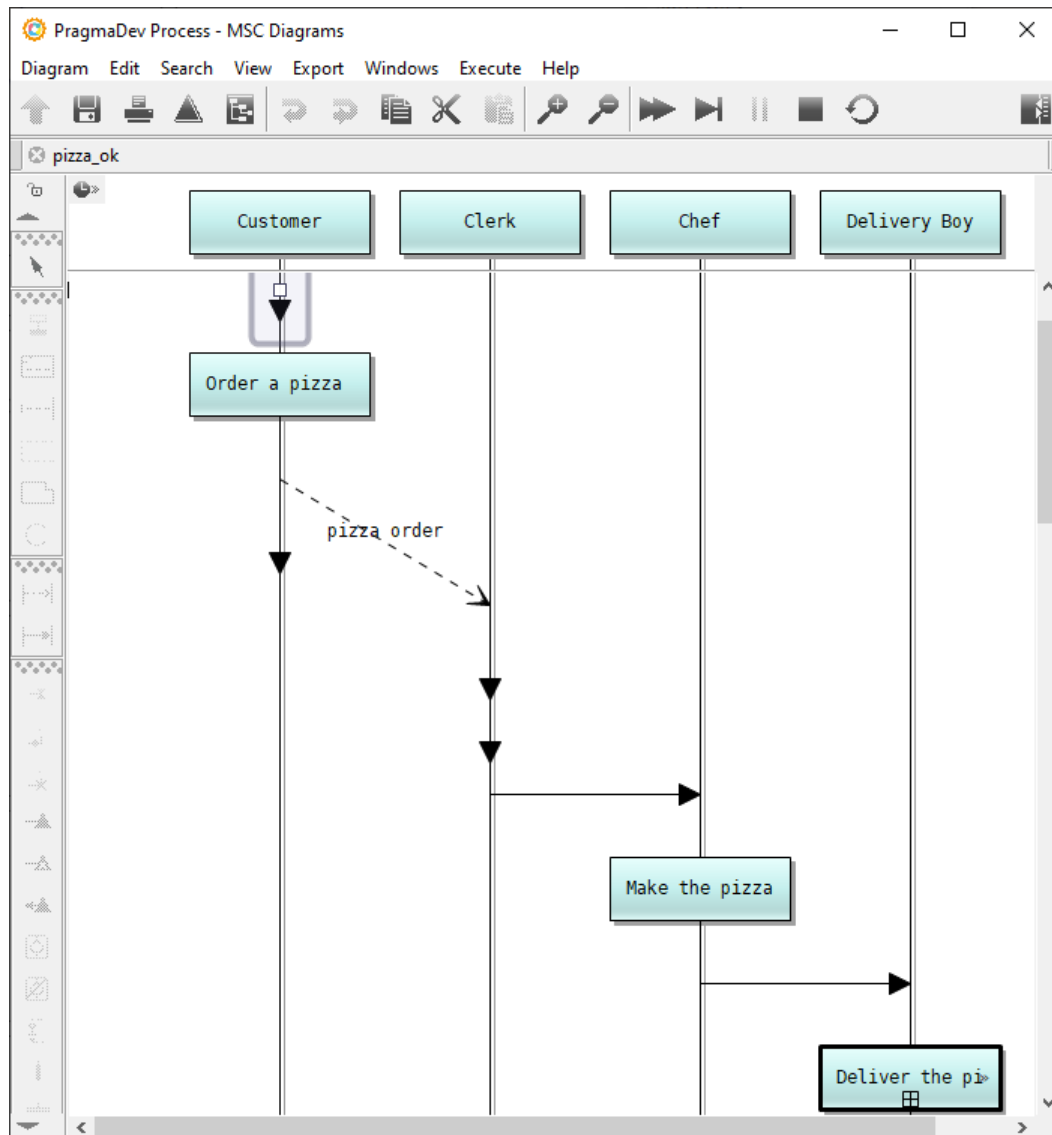 PragmaDev Process - MSC Diagrams
Diagram Edit Search View Export Windows Execute Help
pizza_ok
Customer Clerk Chef Delivery Boy
Order a pizza
pizza order
Make the pizza
Deliver the pi»